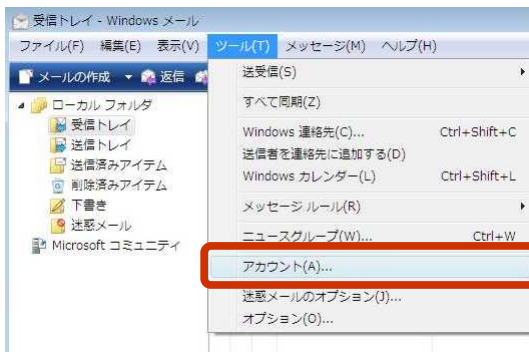 受信トレイ - Windows メール
ファイル(F) 編集(E) 表示(V) ツール(T) メッセージ(M) ヘルプ(H)
メールの作成 返信
送受信(S)
すべて同期(Z)
Windows 連絡先(C)... Ctrl+Shift+C
送信者を連絡先に追加する(D)
Windows カレンダー(L) Ctrl+Shift+L
メッセージ ルール(R)
ニュースグループ(W)... Ctrl+W
アカウント(A)...
迷惑メールのオプション(J)...
オプション(O)...
ローカル フォルダ
受信トレイ
送信トレイ
送信済みアイテム
削除済みアイテム
下書き
迷惑メール
Microsoft コミュニティ